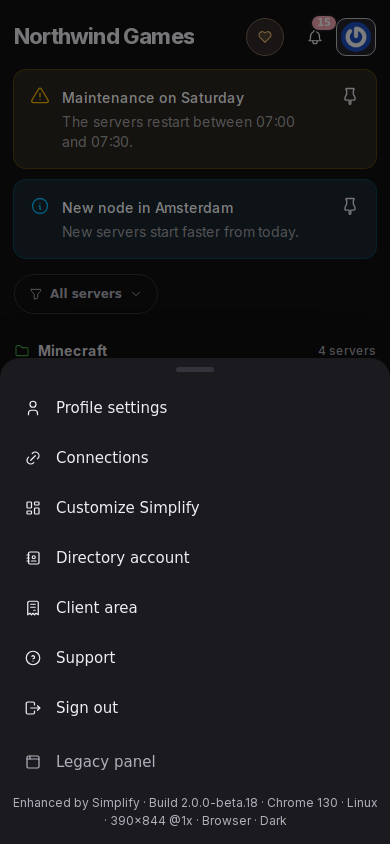 Northwind Games
15
Maintenance on Saturday
The servers restart between 07:00
and 07:30.
New node in Amsterdam
New servers start faster from today.
All servers
Minecraft
4 servers
Profile settings
Connections
Customize Simplify
Directory account
Client area
Support
Sign out
Legacy panel
Enhanced by Simplify · Build 2.0.0-beta.18 · Chrome 130 · Linux
· 390×844 @1x · Browser · Dark